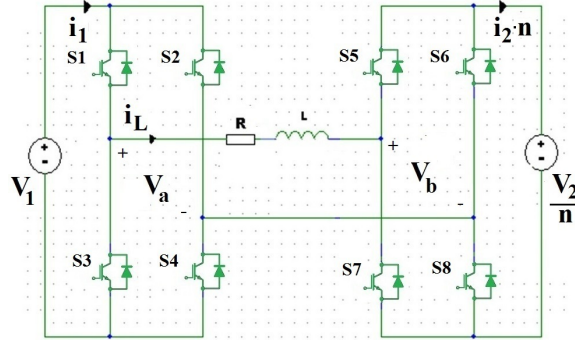 i1
i2·n
S1
S2
S5
S6
iL
R
L
+
+
V1
+
-
Va
Vb
+
-
V2
n
-
-
S3
S4
S7
S8